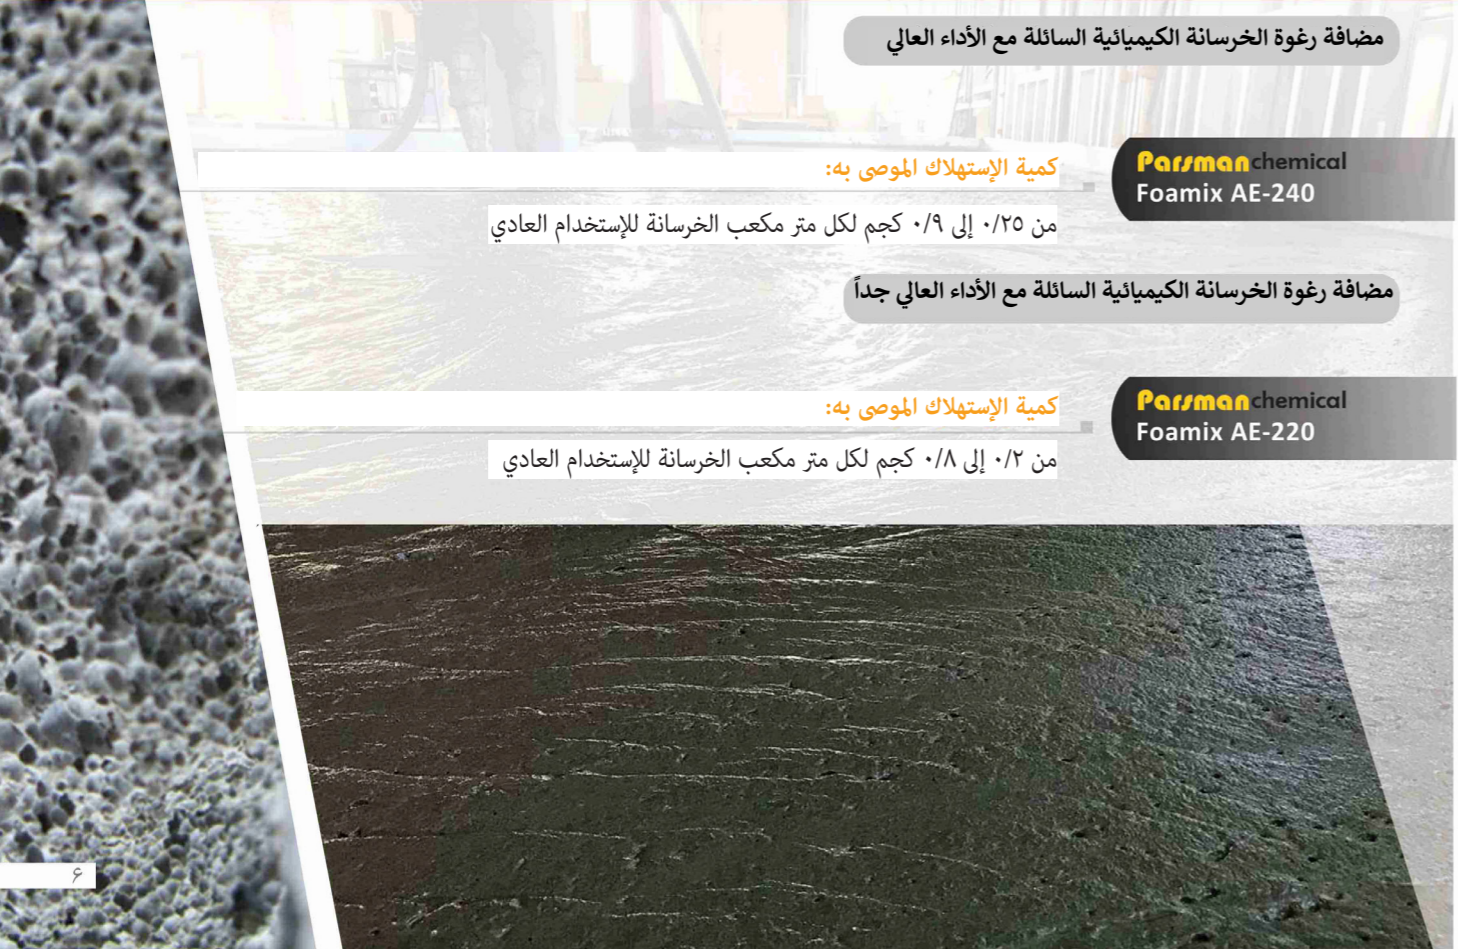 مضافة رغوة الخرسانة الكيميائية السائلة مع الأداء العالي
Parsman chemical
Foamix AE-240
كمية الإستهلاك الموصى به:
من ٠/٢٥ إلى ٠/٩ كجم لكل متر مكعب الخرسانة للإستخدام العادي
مضافة رغوة الخرسانة الكيميائية السائلة مع الأداء العالي جداً
Parsman chemical
Foamix AE-220
كمية الإستهلاك الموصى به:
من ٠/٢ إلى ٠/٨ كجم لكل متر مكعب الخرسانة للإستخدام العادي
۶